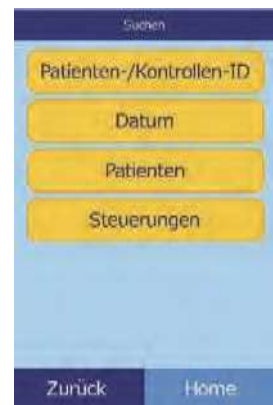 Suchen
Patienten-/Kontrollen-ID
Datum
Patienten
Steuerungen
Zurück
Home